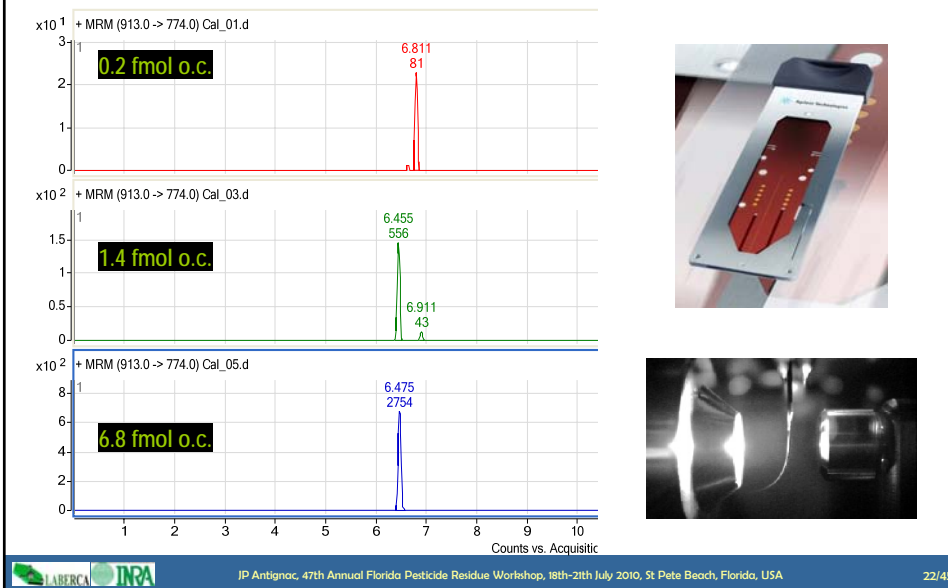 x10 1 + MRM (913.0 -> 774.0) Cal_01.d
3
2
1
0
1
6.811
81
0.2 fmol o.c.
x10 2 + MRM (913.0 -> 774.0) Cal_03.d
1.5
1
0.5
0
1
6.455
556
6.911
43
1.4 fmol o.c.
x10 2 + MRM (913.0 -> 774.0) Cal_05.d
8
6
4
2
0
1
6.475
2754
6.8 fmol o.c.
1 2 3 4 5 6 7 8 9 10
Counts vs. Acquisitic
Agilent Technologies
LABERCA INRA
JP Antignac, 47th Annual Florida Pesticide Residue Workshop, 18th-21th July 2010, St Pete Beach, Florida, USA
22/4